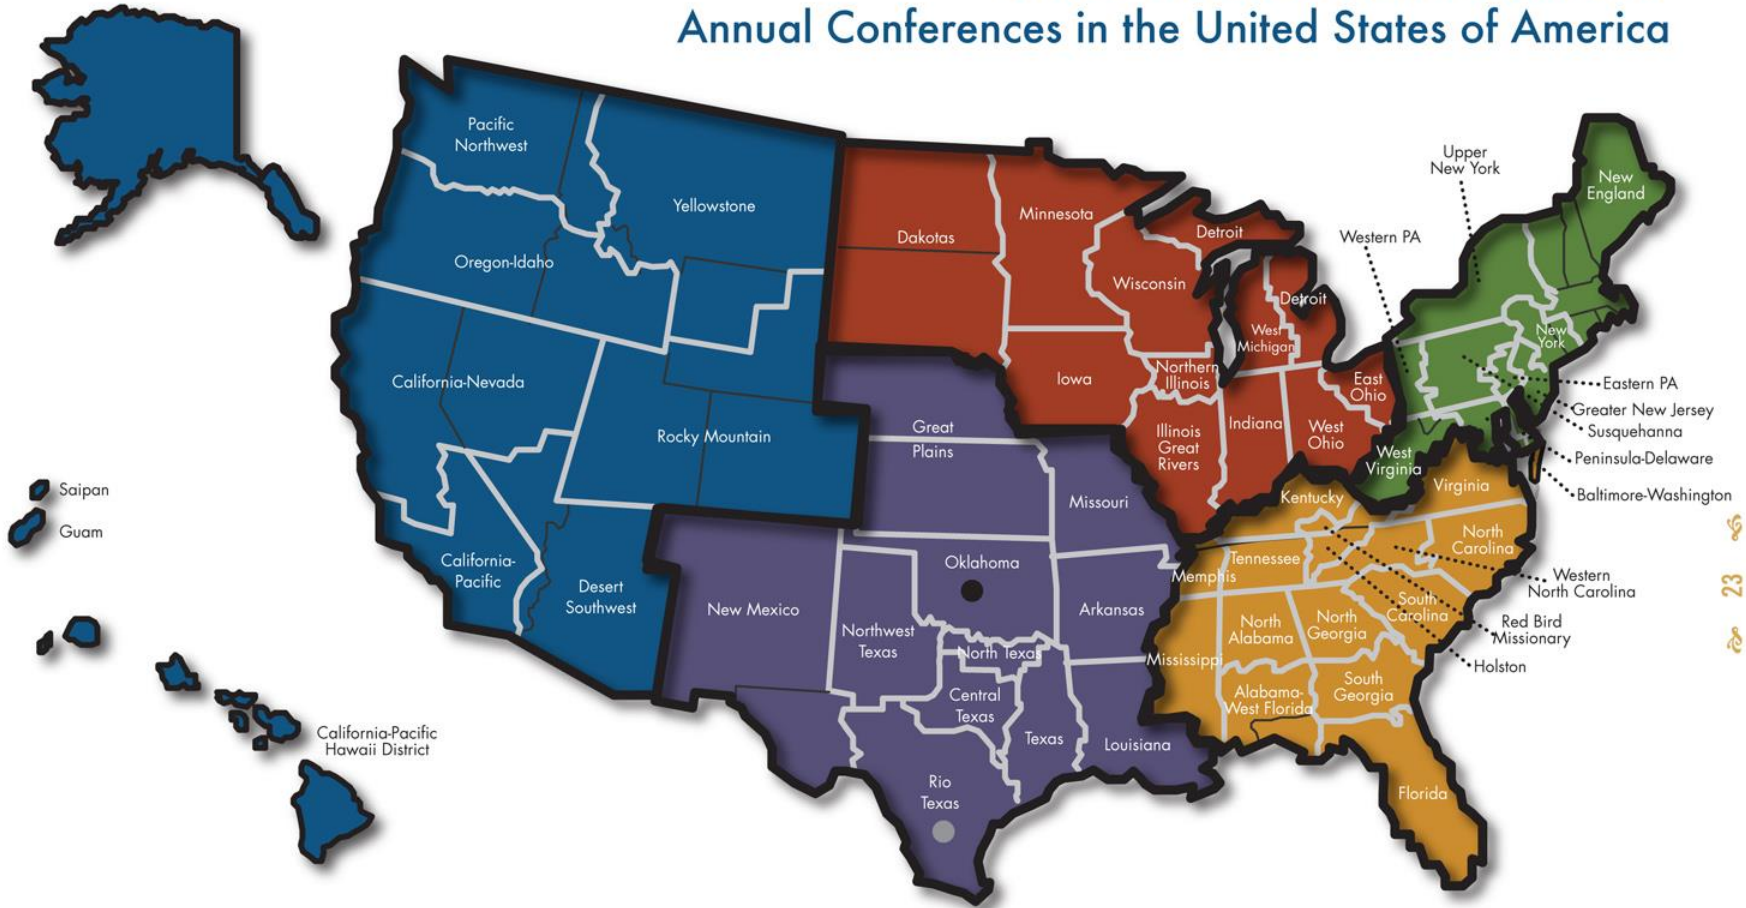 Annual Conferences in the United States of America
Pacific
Northwest
Yellowstone
Oregon-Idaho
California-Nevada
Rocky Mountain
California-
Pacific
Desert
Southwest
Saipan
Guam
California-Pacific
Hawaii District
Dakotas
Minnesota
Wisconsin
Detroit
Detroit
West
Michigan
Iowa
Northern
Illinois
Illinois
Great
Rivers
Indiana
East
Ohio
West
Ohio
Great
Plains
Missouri
Oklahoma
Arkansas
New Mexico
Northwest
Texas
North Texas
Central
Texas
Texas
Louisiana
Rio
Texas
Upper
New York
New
England
Western PA
New
York
Eastern PA
Greater New Jersey
Susquehanna
Peninsula-Delaware
Baltimore-Washington
West
Virginia
Virginia
Kentucky
Tennessee
Memphis
North
Carolina
Western
North Carolina
South
Carolina
Red Bird
Missionary
Holston
North
Alabama
North
Georgia
Mississippi
Alabama-
West Florida
South
Georgia
Florida
23